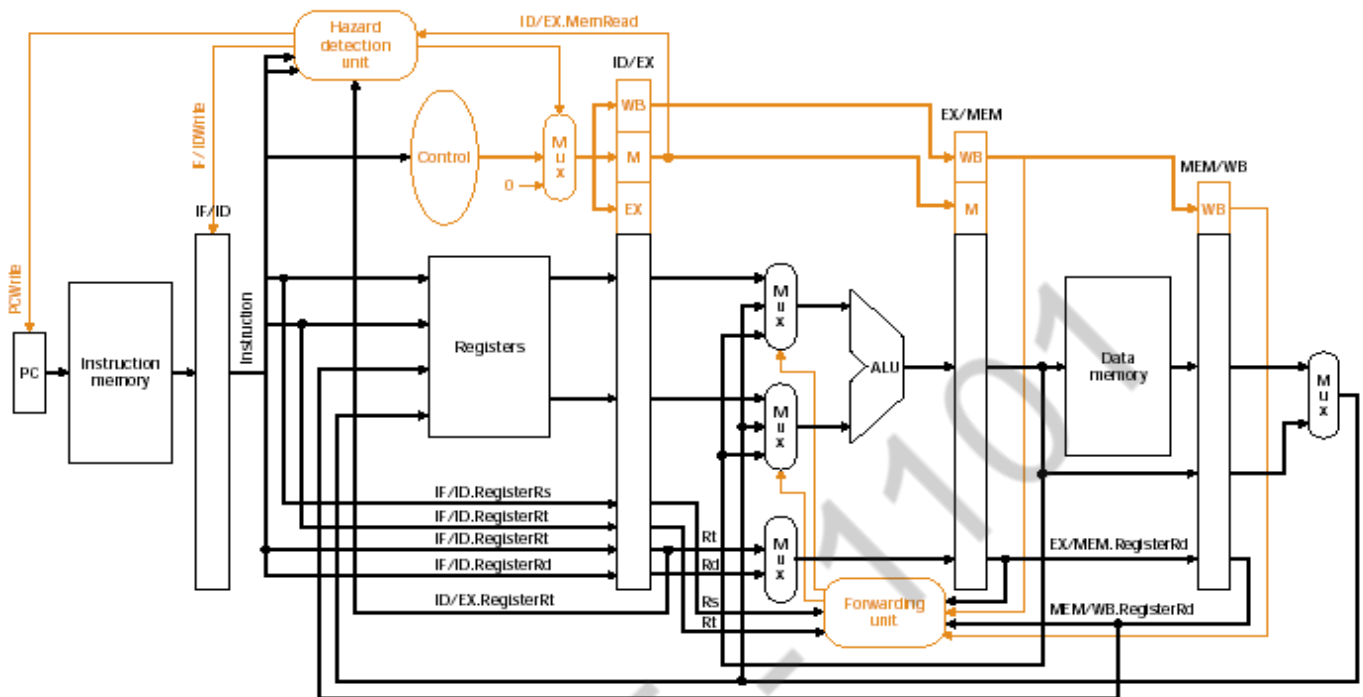 Hazard
detection
unit
ID/EX.MemRead
ID/EX
WB
M
EX
EX/MEM
WB
M
MEM/WB
WB
IF/IDWrite
PCWrite
Control
0
M
u
x
IF/ID
PC
Instruction
memory
Instruction
Registers
M
u
x
M
u
x
ALU
Data
memory
M
u
x
IF/ID.RegisterRs
IF/ID.RegisterRt
IF/ID.RegisterRt
IF/ID.RegisterRd
ID/EX.RegisterRt
Rt
Rd
Rs
Rt
M
u
x
Forwarding
unit
EX/MEM.RegisterRd
MEM/WB.RegisterRd
- 1101